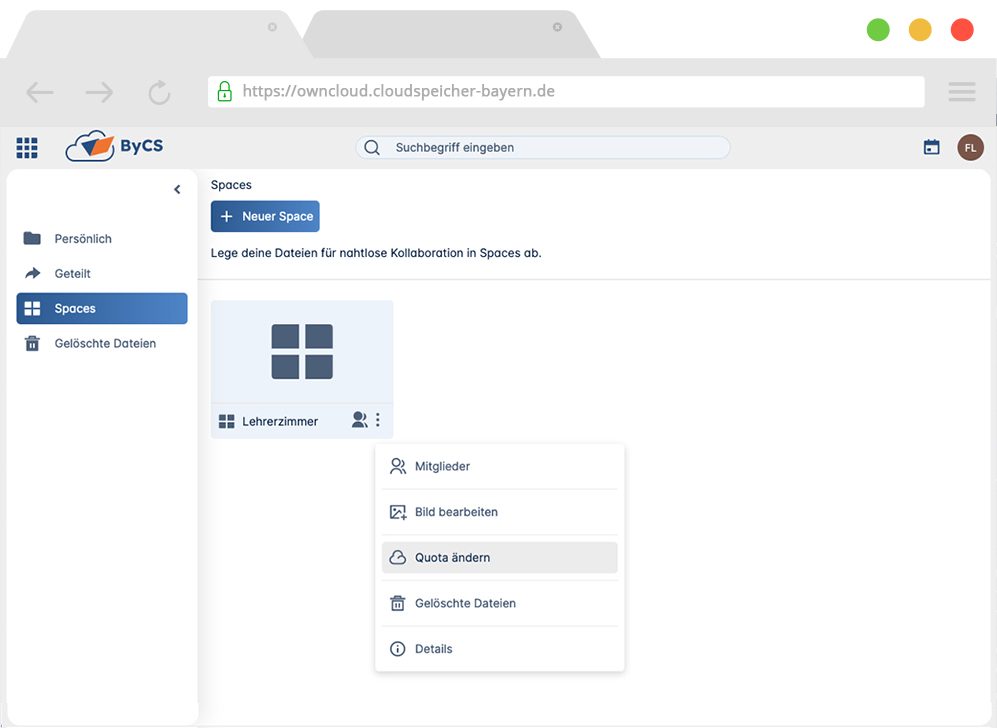 https://owncloud.cloudspeicher-bayern.de
ByCS
Suchbegriff eingeben
FL
Spaces
+ Neuer Space
Lege deine Dateien für nahtlose Kollaboration in Spaces ab.
Persönlich
Geteilt
Spaces
Gelöschte Dateien
Lehrerzimmer
Mitglieder
Bild bearbeiten
Quota ändern
Gelöschte Dateien
Details